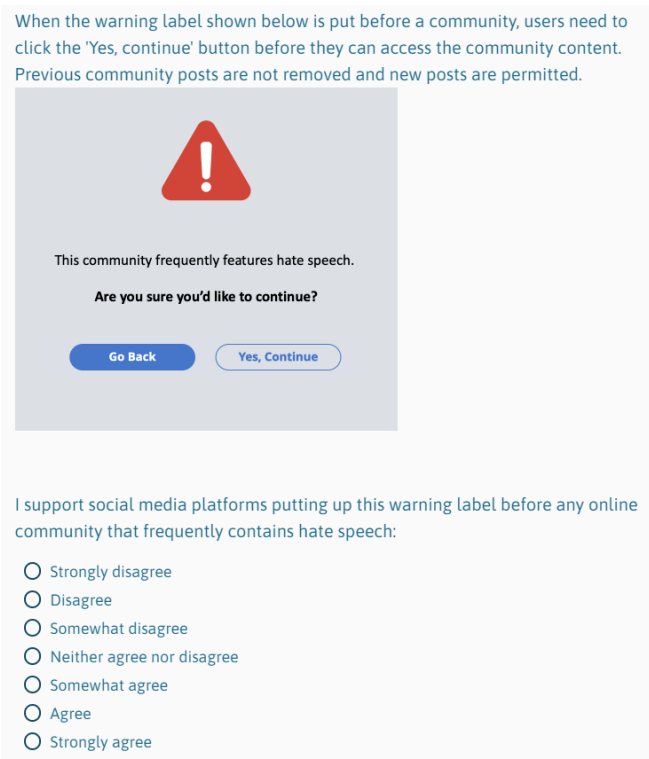 When the warning label shown below is put before a community, users need to
click the 'Yes, continue' button before they can access the community content.
Previous community posts are not removed and new posts are permitted.
!
This community frequently features hate speech.
Are you sure you'd like to continue?
Go Back
Yes, Continue
I support social media platforms putting up this warning label before any online
community that frequently contains hate speech:
Strongly disagree
Disagree
Somewhat disagree
Neither agree nor disagree
Somewhat agree
Agree
Strongly agree